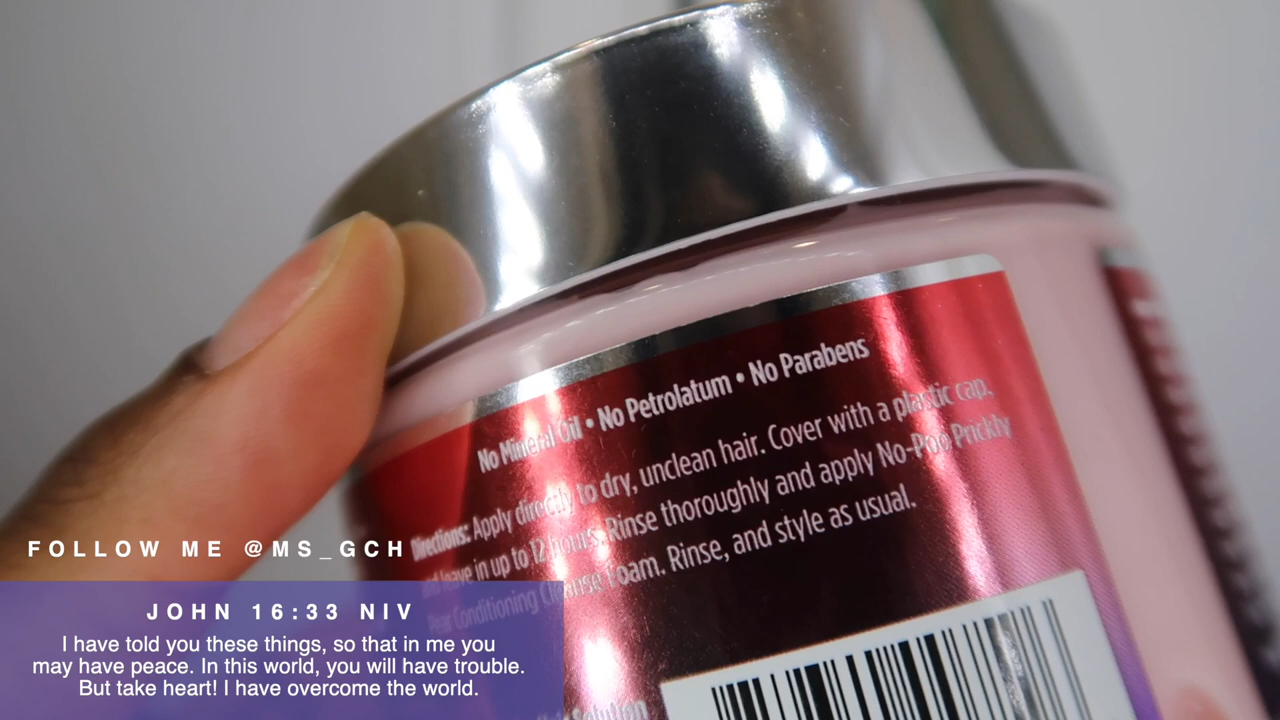 No Mineral Oil • No Petrolatum • No Parabens
Directions: Apply directly to dry, unclean hair. Cover with a plastic cap,
and leave in up to 12 hours. Rinse thoroughly and apply No-Poo Prickly
Pear Conditioning Cleanse Foam. Rinse, and style as usual.
Solution
FOLLOW ME @MS_GCH
JOHN 16:33 NIV
I have told you these things, so that in me you
may have peace. In this world, you will have trouble.
But take heart! I have overcome the world.